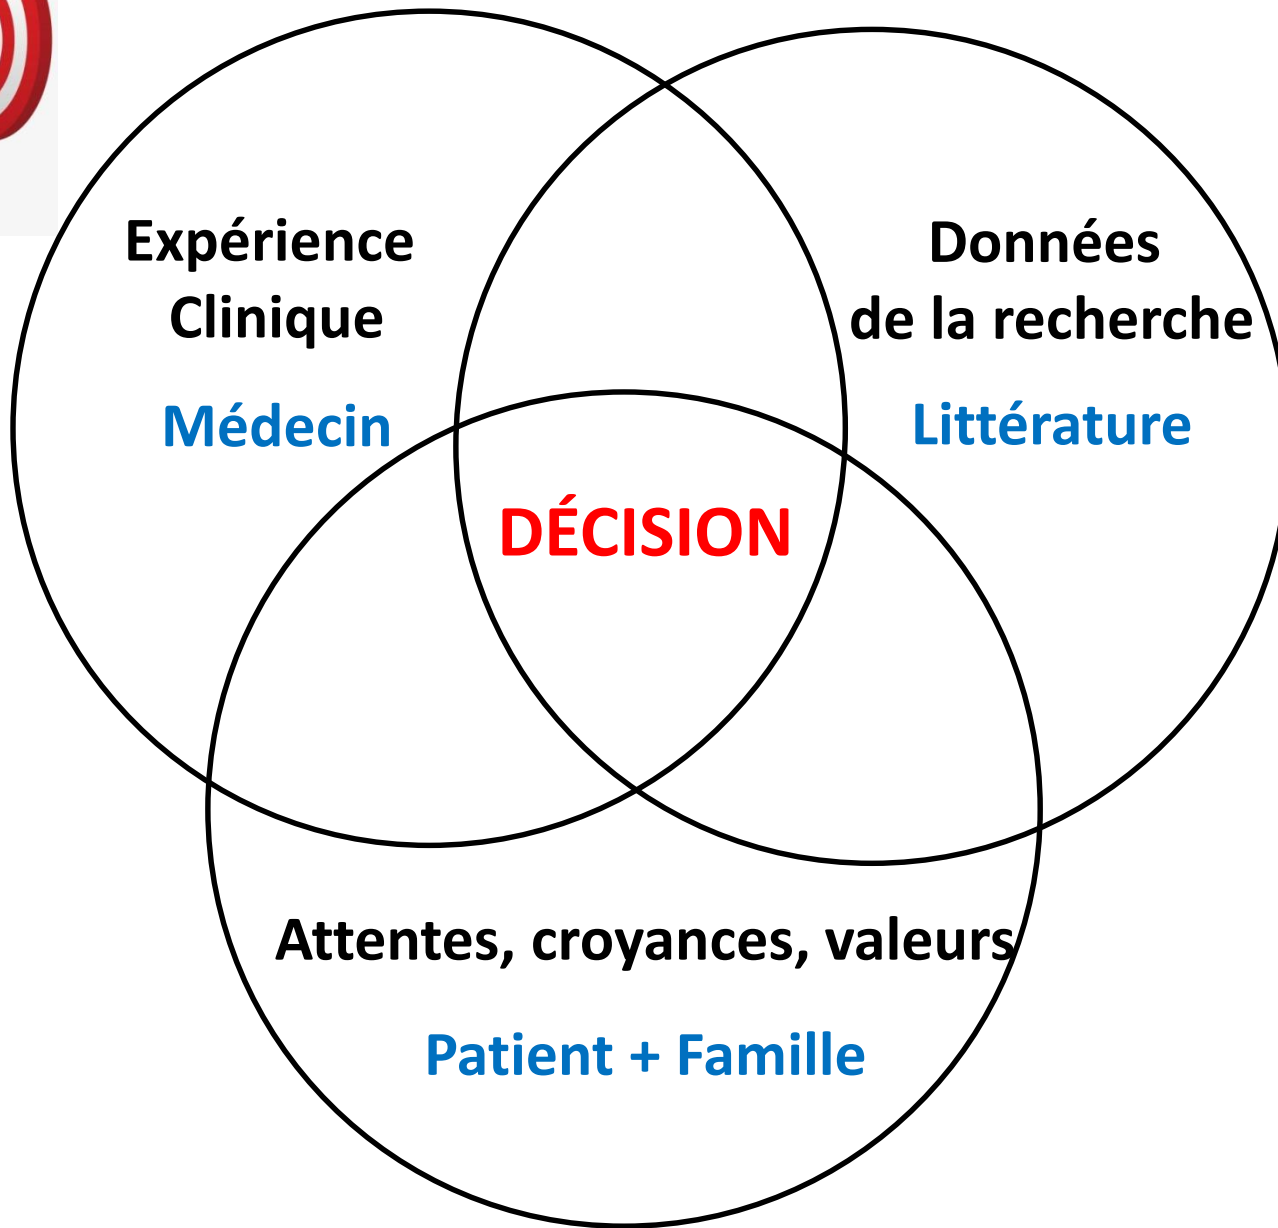 Expérience
Clinique
Médecin
Données
de la recherche
Littérature
DÉCISION
Attentes, croyances, valeurs
Patient + Famille